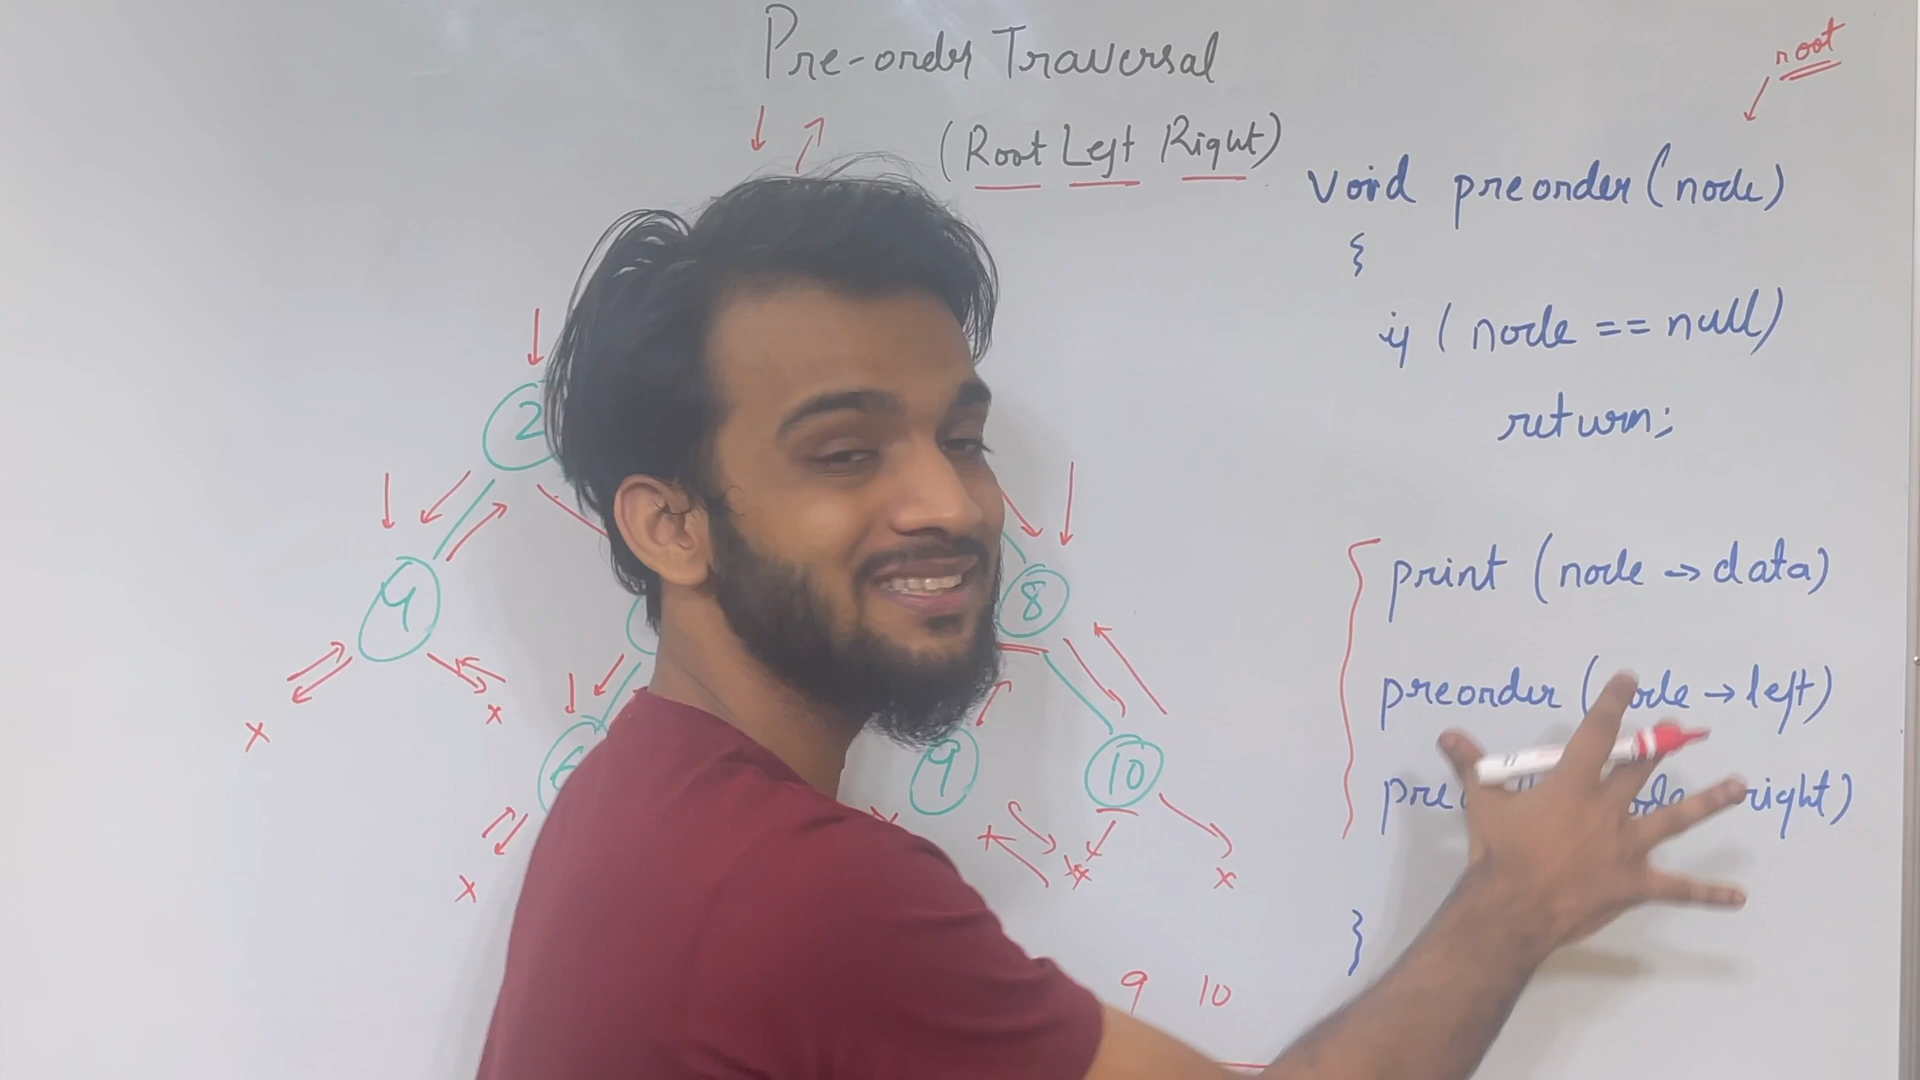 Pre-order Traversal
(Root Left Right)
root
void preorder(node)
{
if (node == null)
return;
print (node → data)
preorder (node → left)
right)
}
2
4
8
9
10
x
x
x
x
x
9 10